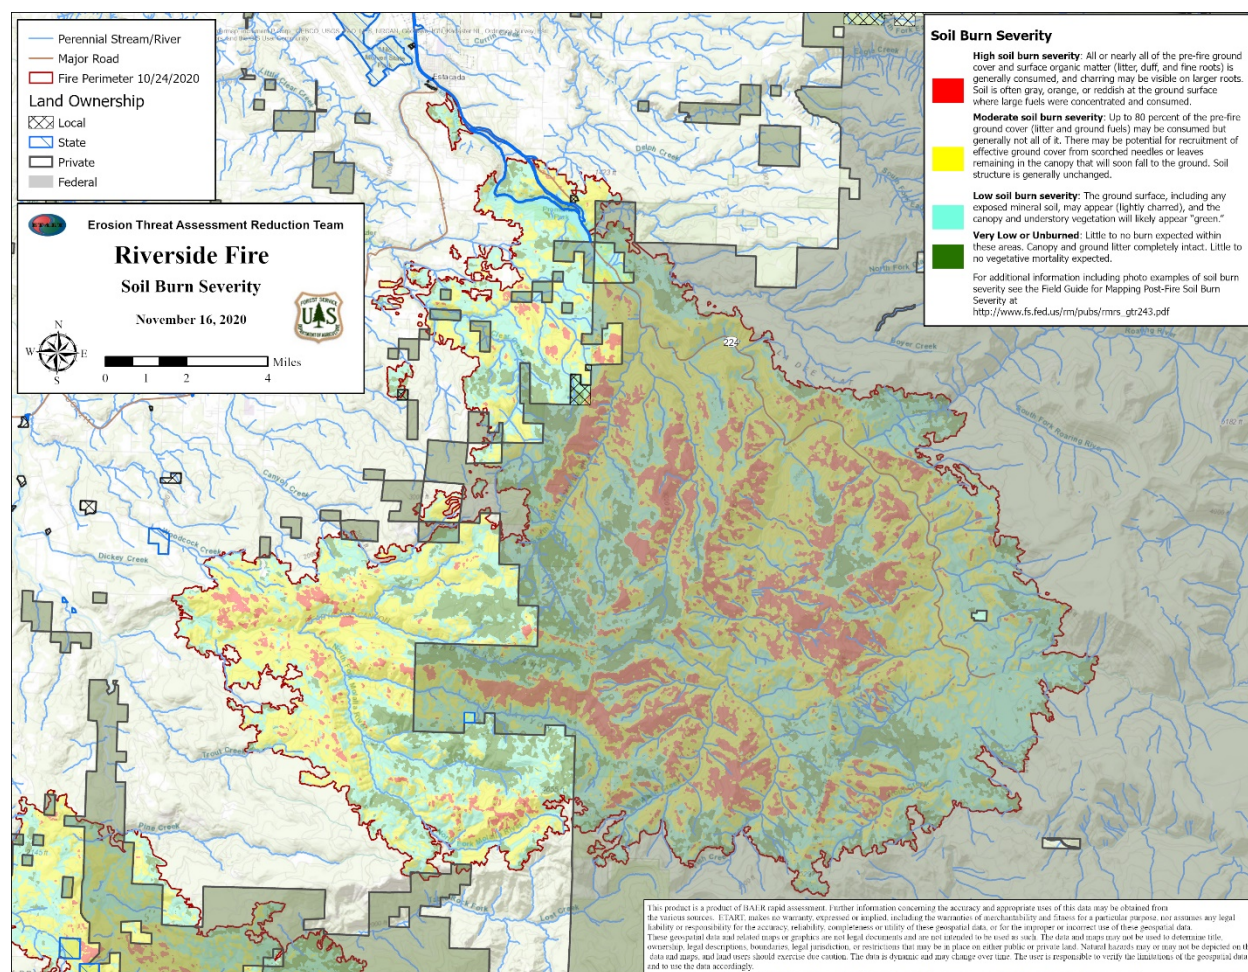 Perennial Stream/River
Major Road
Fire Perimeter 10/24/2020
Land Ownership
Local
State
Private
Federal
Erosion Threat Assessment Reduction Team
Riverside Fire
Soil Burn Severity
November 16, 2020
FOREST SERVICE
U S
DEPARTMENT OF AGRICULTURE
N
W E
S
Miles
0 1 2 4
Soil Burn Severity
High soil burn severity: All or nearly all of the pre-fire ground
cover and surface organic matter (litter, duff, and fine roots) is
generally consumed, and charring may be visible on larger roots.
Soil is often gray, orange, or reddish at the ground surface
where large fuels were concentrated and consumed.
Moderate soil burn severity: Up to 80 percent of the pre-fire
ground cover (litter and ground fuels) may be consumed but
generally not all of it. There may be potential for recruitment of
effective ground cover from scorched needles or leaves
remaining in the canopy that will soon fall to the ground. Soil
structure is generally unchanged.
Low soil burn severity: The ground surface, including any
exposed mineral soil, may appear (lightly charred), and the
canopy and understory vegetation will likely appear "green."
Very Low or Unburned: Little to no burn expected within
these areas. Canopy and ground litter completely intact. Little to
no vegetative mortality expected.
For additional information including photo examples of soil burn
severity see the Field Guide for Mapping Post-Fire Soil Burn
Severity at
http://www.fs.fed.us/rm/pubs/rmrs_gtr243.pdf
Estacada
Currin Creek
Little Clear Creek
Delph Creek
Eagle Creek
North Fork
224
Boyer Creek
Roaring River
South Fork Roaring River
Canyon Creek
Woodcock Creek
Dickey Creek
Trout Creek
Pine Creek
Lost Creek
This product is a product of BAER rapid assessment. Further information concerning the accuracy and appropriate uses of this data may be obtained from
the various sources. ETART, makes no warranty, expressed or implied, including the warranties of merchantability and fitness for a particular purpose, nor assumes any legal
liability or responsibility for the accuracy, reliability, completeness or utility of these geospatial data, or for the improper or incorrect use of these geospatial data.
These geospatial data and related maps or graphics are not legal documents and are not intended to be used as such. The data and maps may not be used to determine title,
ownership, legal descriptions, boundaries, legal jurisdiction, or restrictions that may be in place on either public or private land. Natural hazards may or may not be depicted on the
data and maps, and land users should exercise due caution. The data is dynamic and may change over time. The user is responsible to verify the limitations of the geospatial data
and to use the data accordingly.